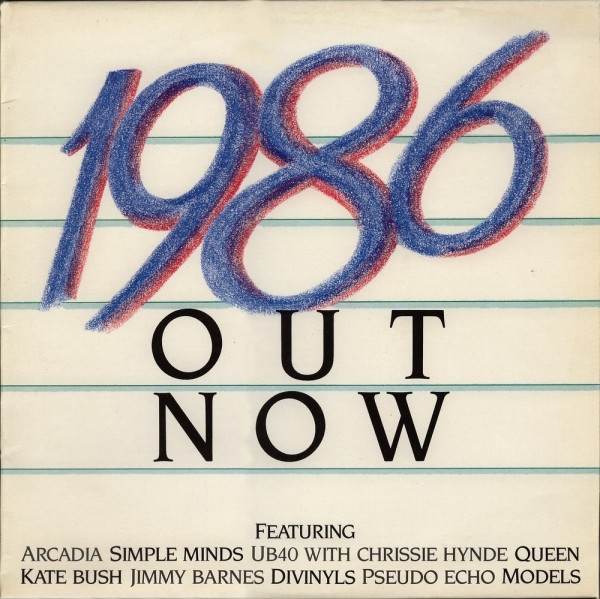 1986
OUT
NOW
FEATURING
ARCADIA SIMPLE MINDS UB40 WITH CHRISSIE HYNDE QUEEN
KATE BUSH JIMMY BARNES DIVINYLS PSEUDO ECHO MODELS